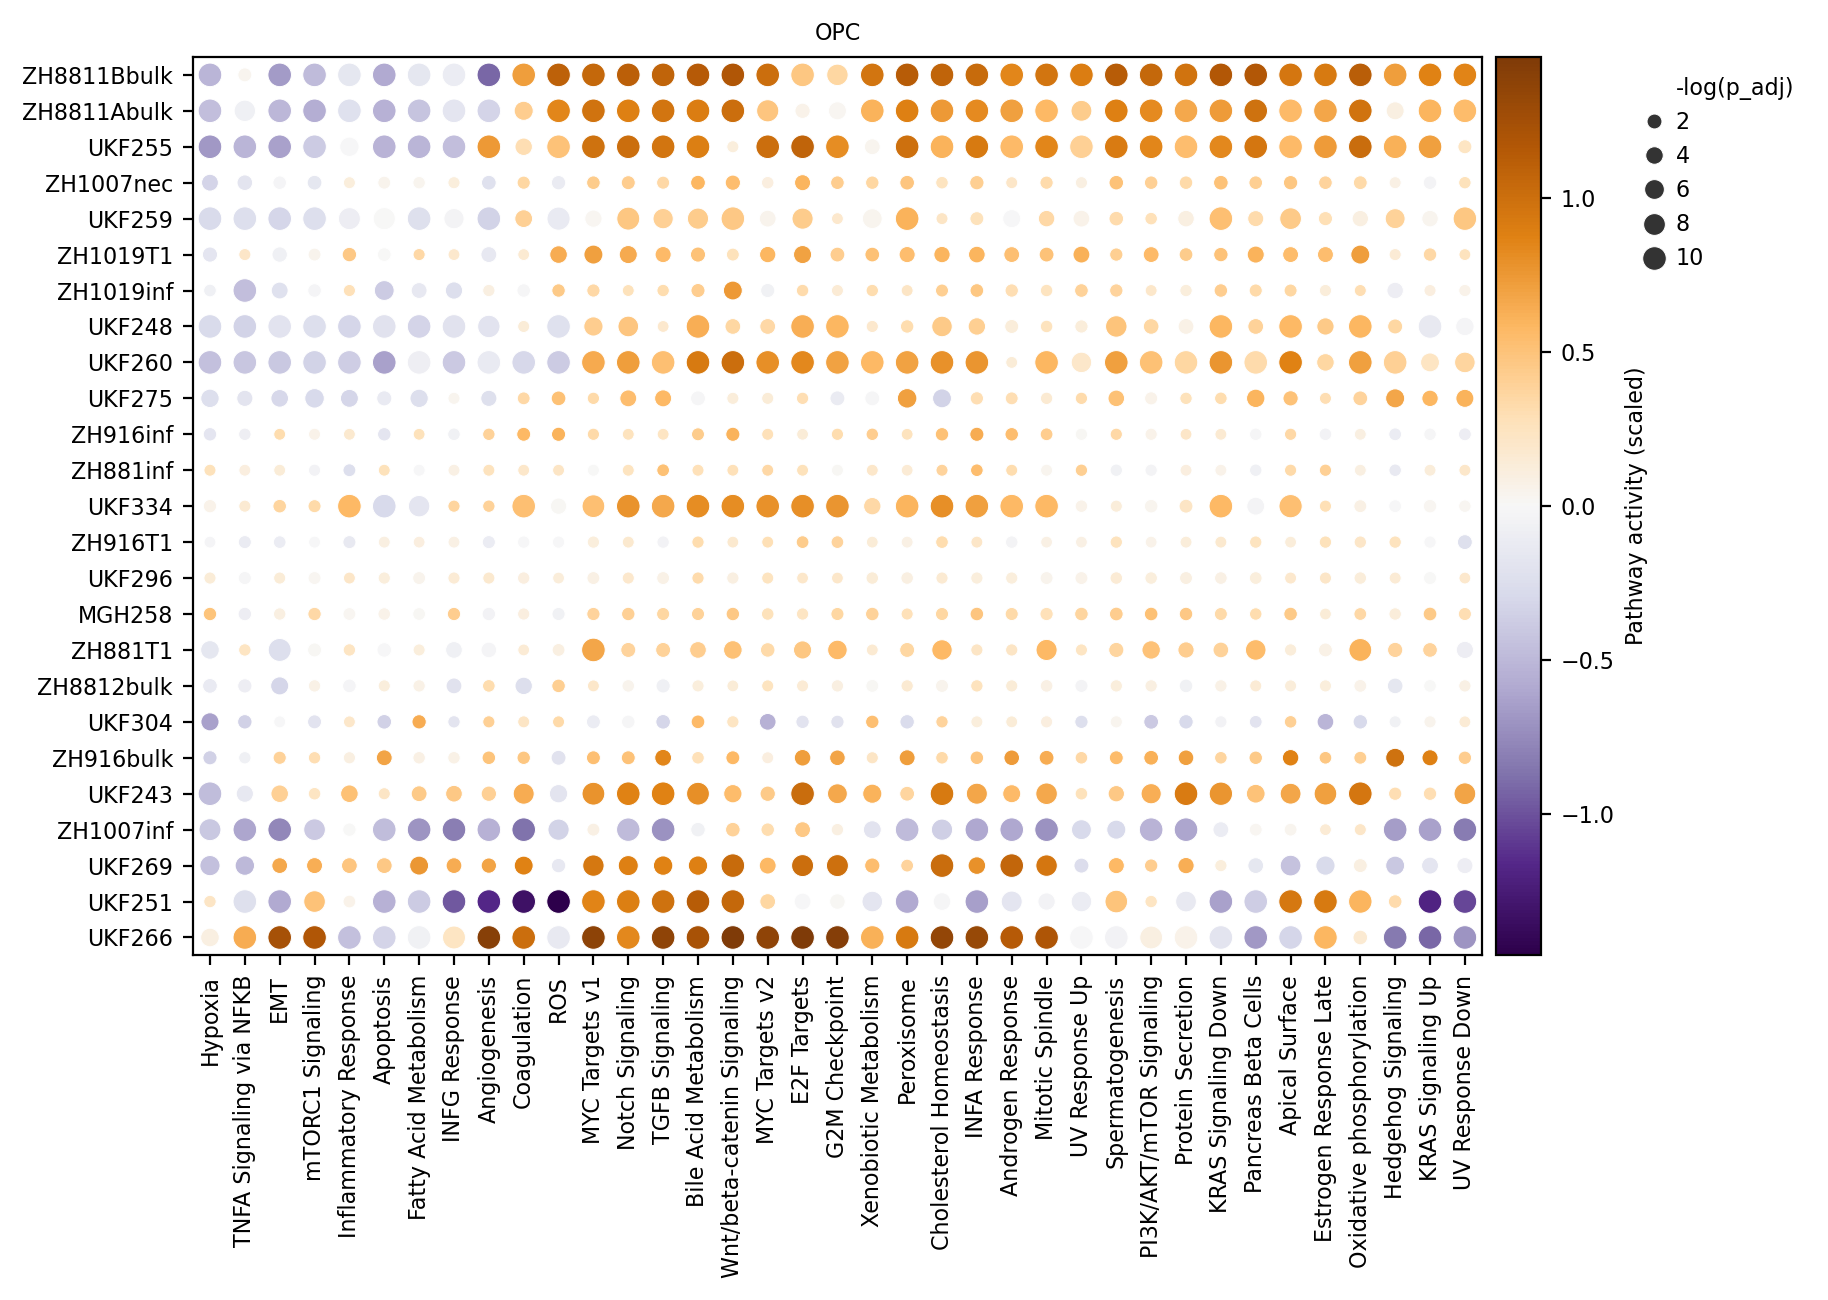 OPC
ZH8811Bbulk
ZH8811Abulk
UKF255
ZH1007nec
UKF259
ZH1019T1
ZH1019inf
UKF248
UKF260
UKF275
ZH916inf
ZH881inf
UKF334
ZH916T1
UKF296
MGH258
ZH881T1
ZH8812bulk
UKF304
ZH916bulk
UKF243
ZH1007inf
UKF269
UKF251
UKF266
Hypoxia
TNFA Signaling via NFKB
EMT
mTORC1 Signaling
Inflammatory Response
Apoptosis
Fatty Acid Metabolism
INFG Response
Angiogenesis
Coagulation
ROS
MYC Targets v1
Notch Signaling
TGFB Signaling
Bile Acid Metabolism
Wnt/beta-catenin Signaling
MYC Targets v2
E2F Targets
G2M Checkpoint
Xenobiotic Metabolism
Peroxisome
Cholesterol Homeostasis
INFA Response
Androgen Response
Mitotic Spindle
UV Response Up
Spermatogenesis
PI3K/AKT/mTOR Signaling
Protein Secretion
KRAS Signaling Down
Pancreas Beta Cells
Apical Surface
Estrogen Response Late
Oxidative phosphorylation
Hedgehog Signaling
KRAS Signaling Up
UV Response Down
1.0
0.5
0.0
−0.5
−1.0
Pathway activity (scaled)
-log(p_adj)
2
4
6
8
10